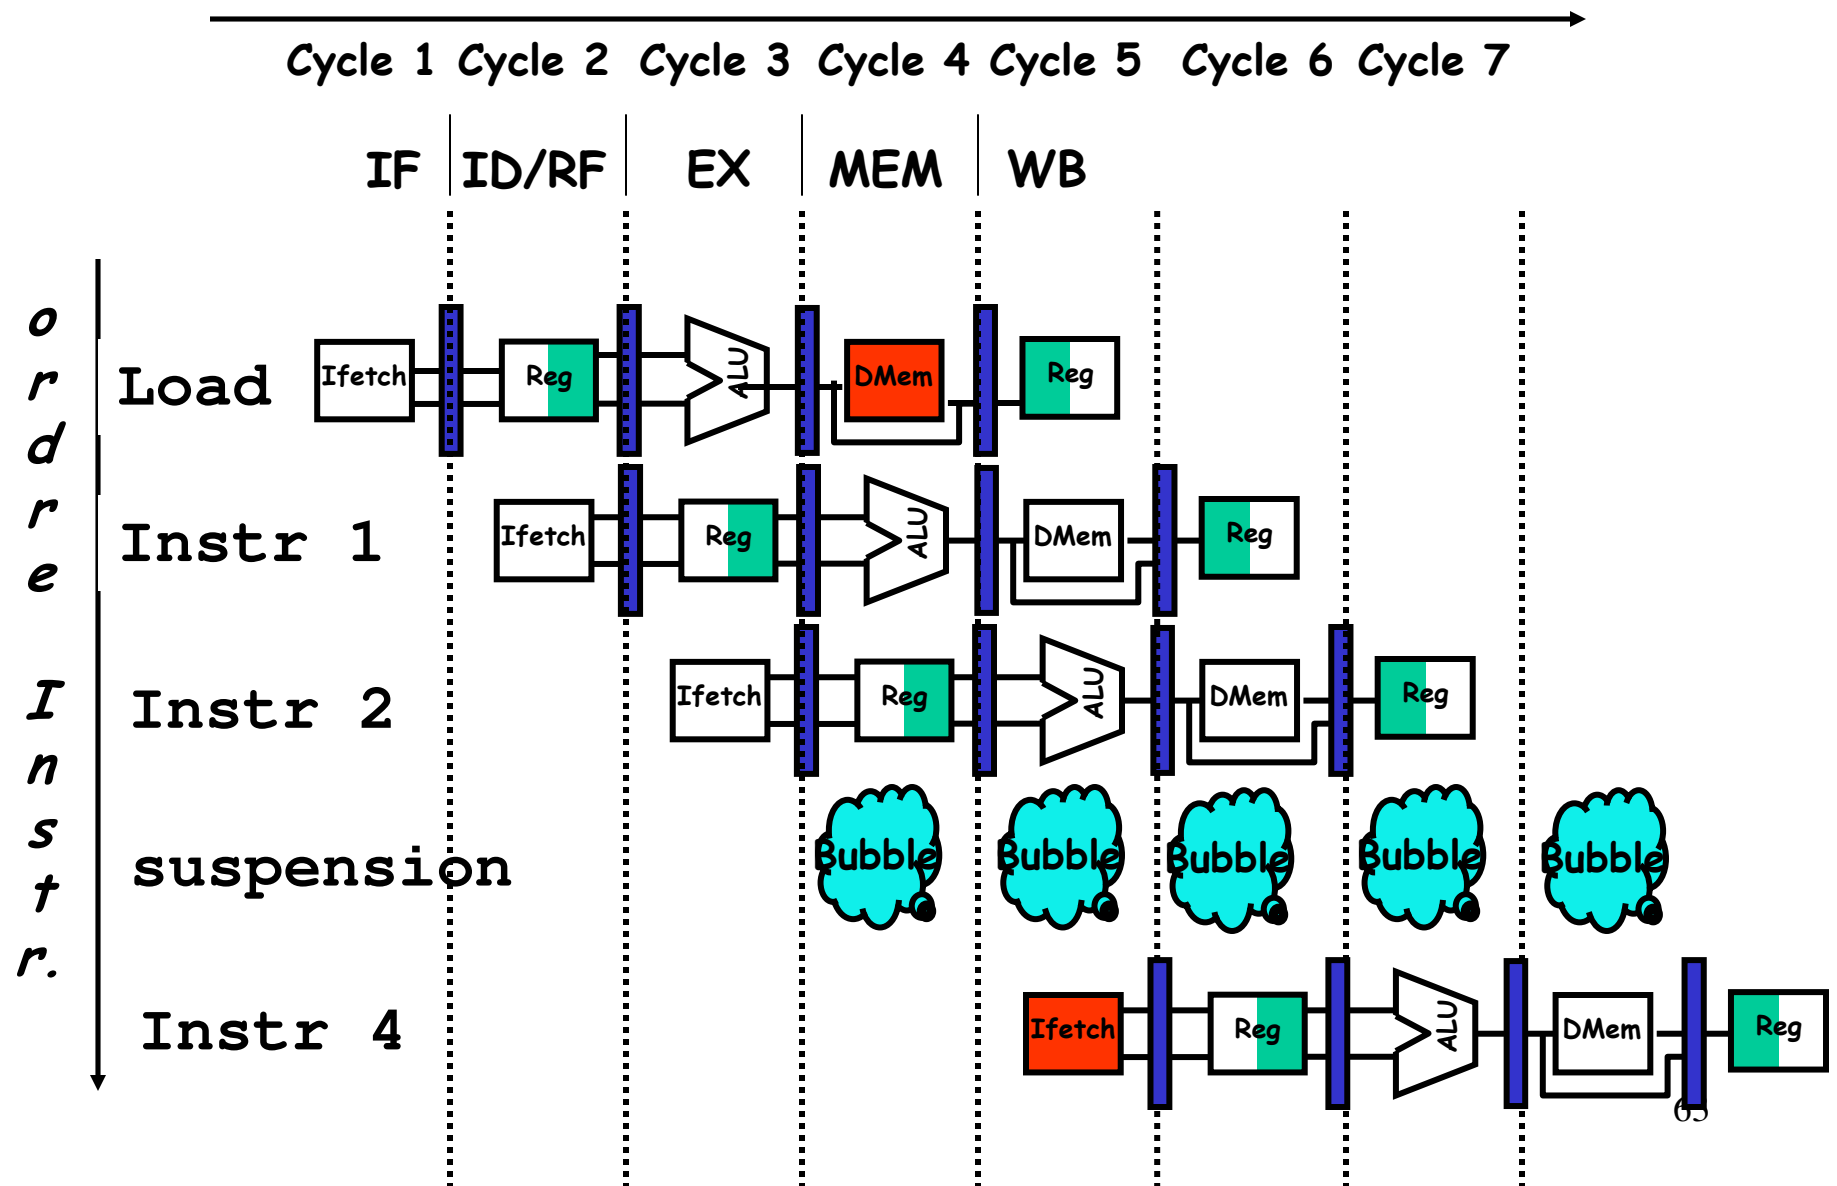 Cycle 1 Cycle 2 Cycle 3 Cycle 4 Cycle 5 Cycle 6 Cycle 7
IF ID/RF EX MEM WB
ordre Instr.
Load Ifetch Reg ALU DMem Reg
Instr 1 Ifetch Reg ALU DMem Reg
Instr 2 Ifetch Reg ALU DMem Reg
suspension Bubble Bubble Bubble Bubble Bubble
Instr 4 Ifetch Reg ALU DMem Reg